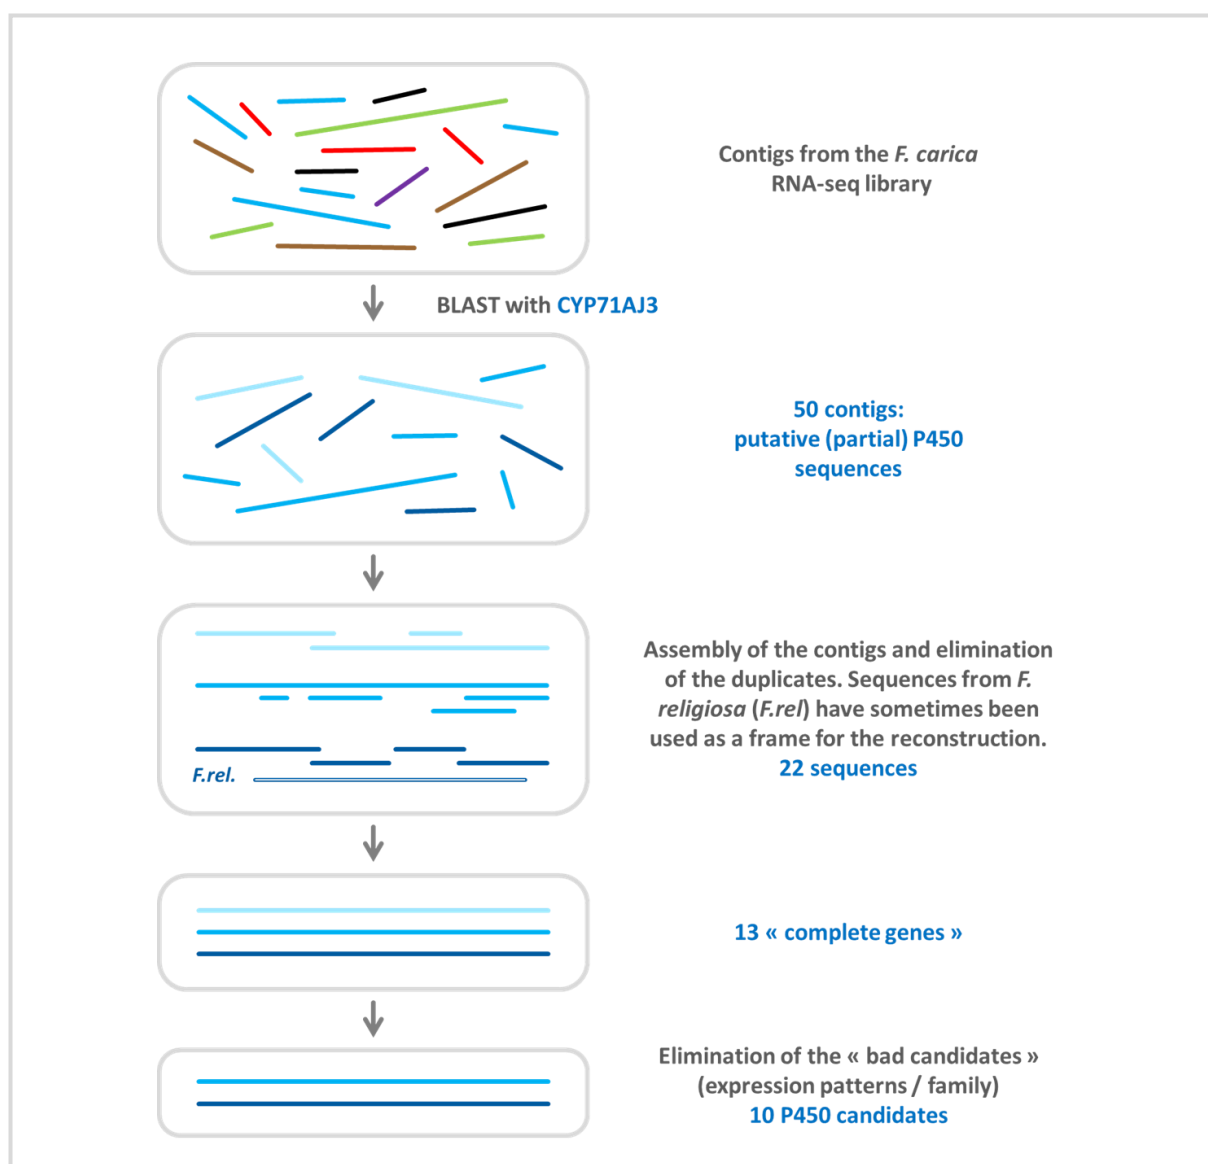 Contigs from the F. carica
RNA-seq library
BLAST with CYP71AJ3
50 contigs:
putative (partial) P450
sequences
Assembly of the contigs and elimination
of the duplicates. Sequences from F.
religiosa (F.rel) have sometimes been
used as a frame for the reconstruction.
22 sequences
F.rel.
13 « complete genes »
Elimination of the « bad candidates »
(expression patterns / family)
10 P450 candidates